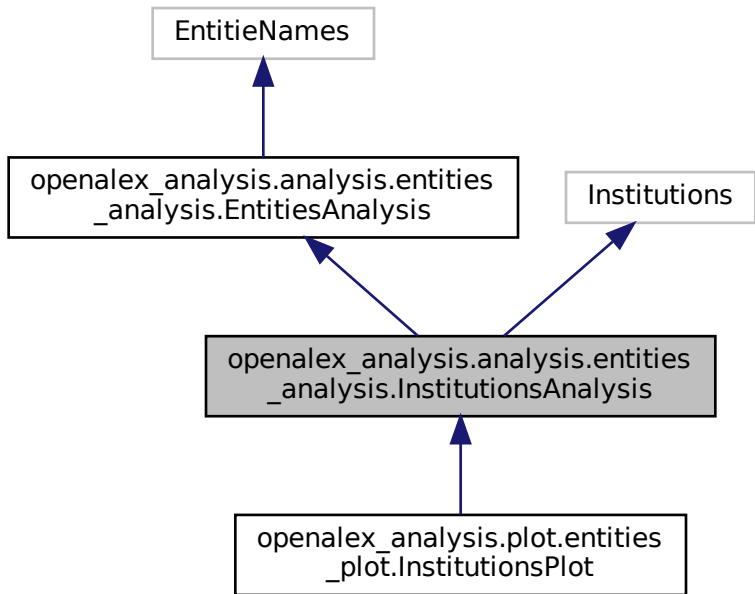 EntitieNames
openalex_analysis.analysis.entities
_analysis.EntitiesAnalysis
Institutions
openalex_analysis.analysis.entities
_analysis.InstitutionsAnalysis
openalex_analysis.plot.entities
_plot.InstitutionsPlot